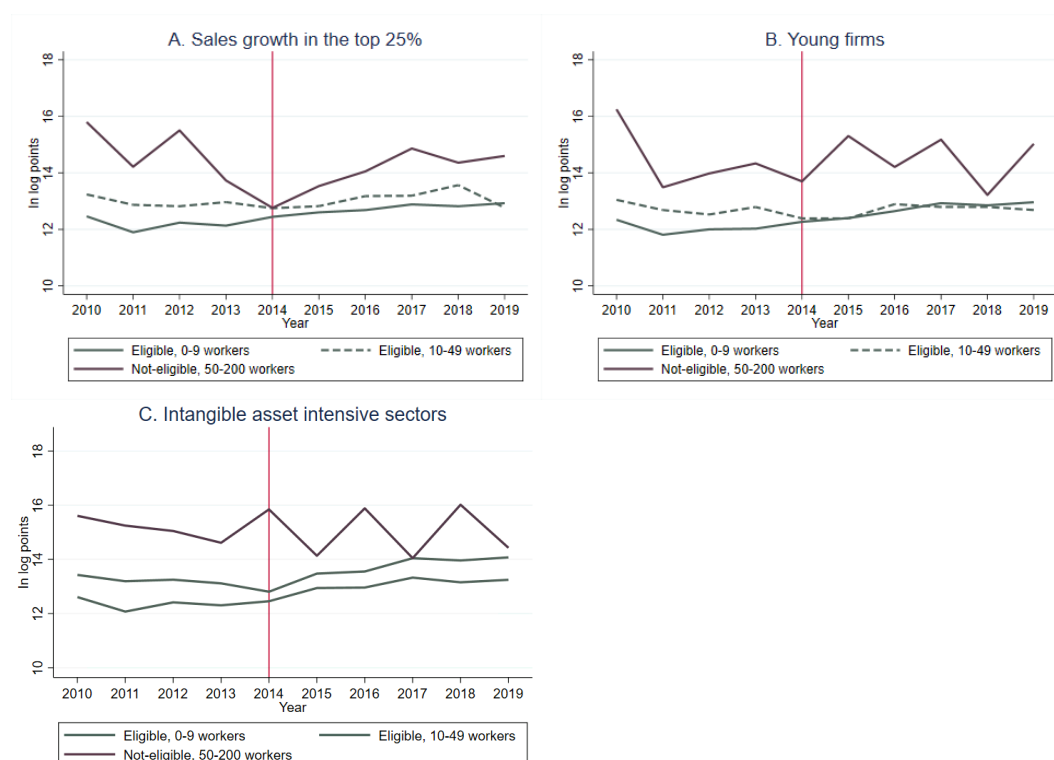 A. Sales growth in the top 25%
In log points
18
16
14
12
10
2010 2011 2012 2013 2014 2015 2016 2017 2018 2019
Year
Eligible, 0-9 workers Eligible, 10-49 workers
Not-eligible, 50-200 workers
B. Young firms
In log points
18
16
14
12
10
2010 2011 2012 2013 2014 2015 2016 2017 2018 2019
Year
Eligible, 0-9 workers Eligible, 10-49 workers
Not-eligible, 50-200 workers
C. Intangible asset intensive sectors
In log points
18
16
14
12
10
2010 2011 2012 2013 2014 2015 2016 2017 2018 2019
Year
Eligible, 0-9 workers Eligible, 10-49 workers
Not-eligible, 50-200 workers